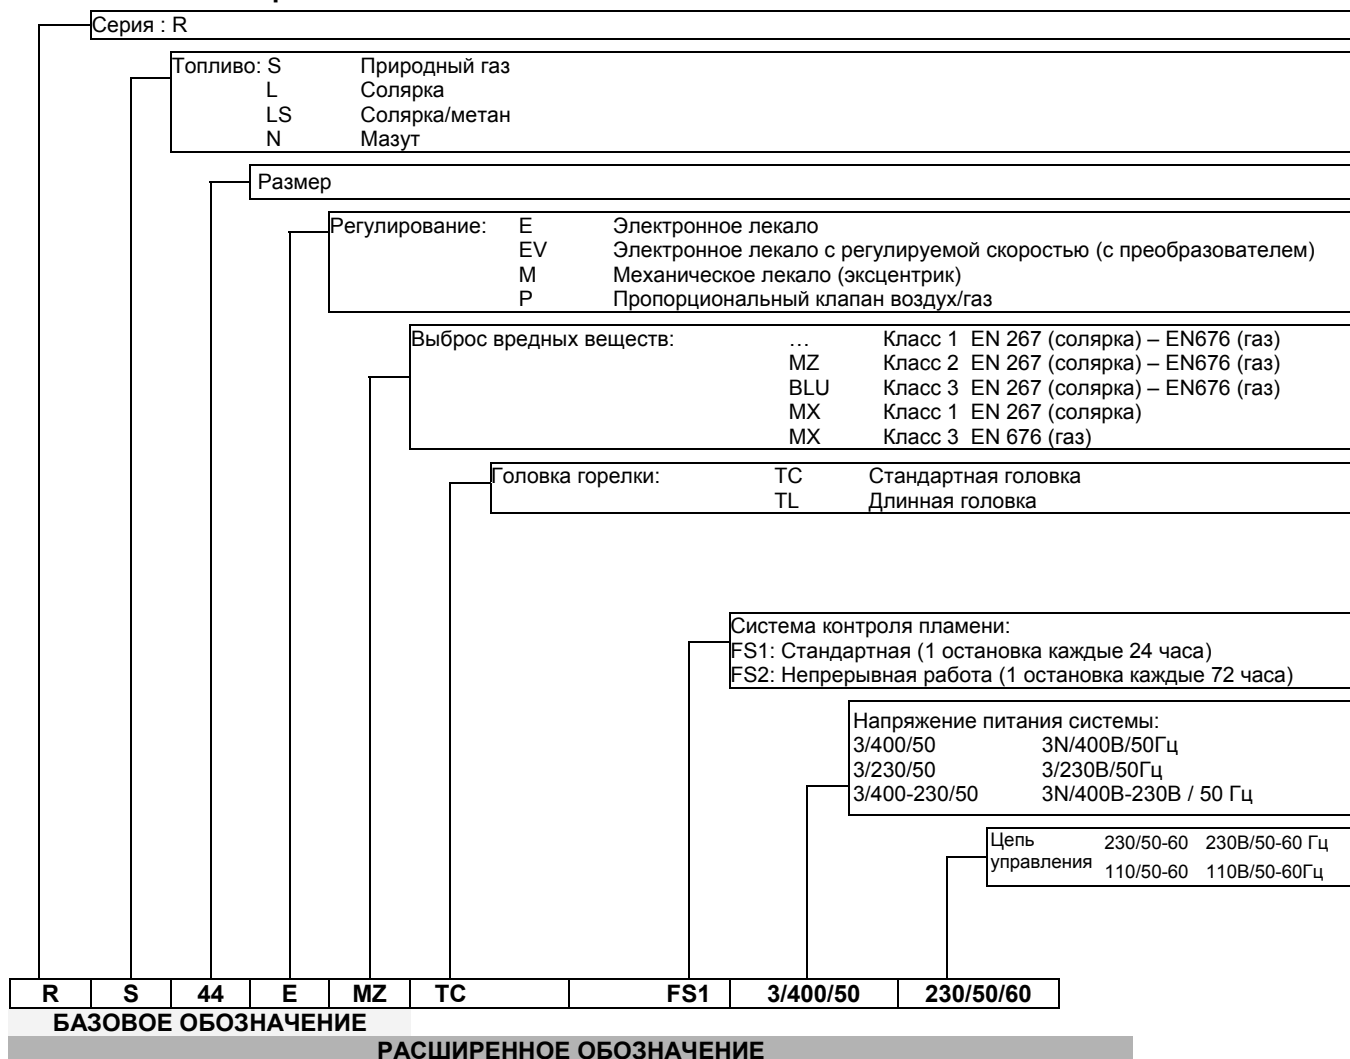 Серия : R
Топливо: S Природный газ
L Солярка
LS Солярка/метан
N Мазут
Размер
Регулирование: E Электронное лекало
EV Электронное лекало с регулируемой скоростью (с преобразователем)
M Механическое лекало (эксцентрик)
P Пропорциональный клапан воздух/газ
Выброс вредных веществ: … Класс 1 EN 267 (солярка) – EN676 (газ)
MZ Класс 2 EN 267 (солярка) – EN676 (газ)
BLU Класс 3 EN 267 (солярка) – EN676 (газ)
MX Класс 1 EN 267 (солярка)
MX Класс 3 EN 676 (газ)
Головка горелки: TC Стандартная головка
TL Длинная головка
Система контроля пламени:
FS1: Стандартная (1 остановка каждые 24 часа)
FS2: Непрерывная работа (1 остановка каждые 72 часа)
Напряжение питания системы:
3/400/50 3N/400В/50Гц
3/230/50 3/230В/50Гц
3/400-230/50 3N/400В-230В / 50 Гц
Цепь управления
230/50-60 230В/50-60 Гц
110/50-60 110В/50-60Гц
R S 44 E MZ TC FS1 3/400/50 230/50/60
БАЗОВОЕ ОБОЗНАЧЕНИЕ
РАСШИРЕННОЕ ОБОЗНАЧЕНИЕ